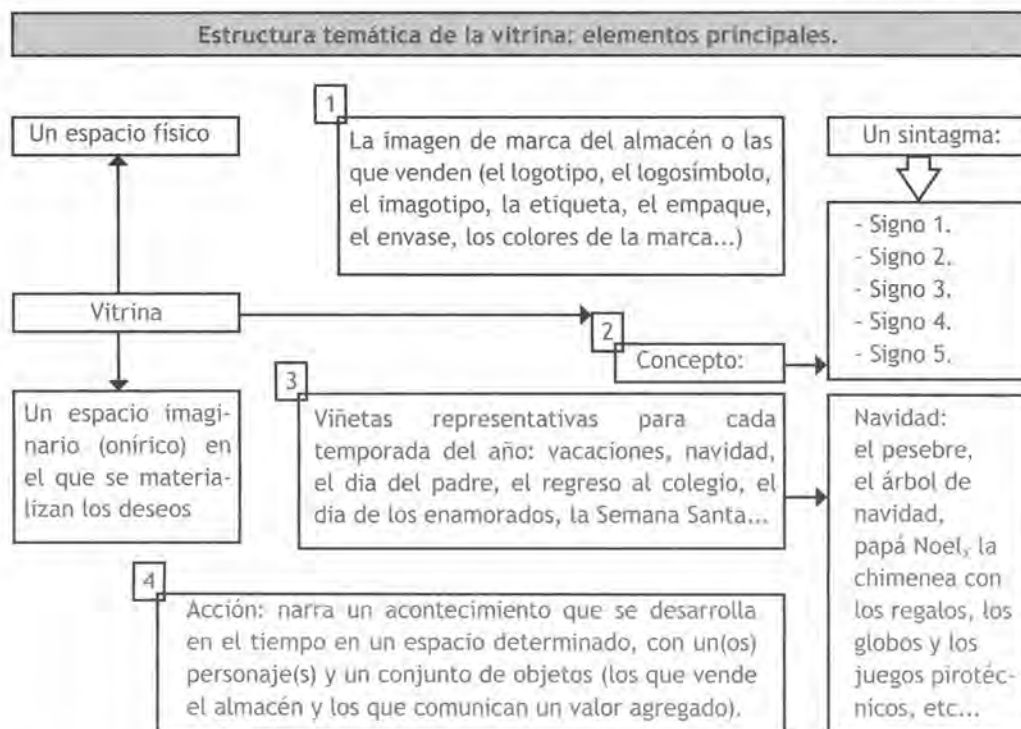 Estructura temática de la vitrina: elementos principales.
Un espacio físico
1
La imagen de marca del almacén o las
que venden (el logotipo, el logosímbolo,
el imagotipo, la etiqueta, el empaque,
el envase, los colores de la marca...)
Un sintagma:
- Signo 1.
- Signo 2.
- Signo 3.
- Signo 4.
- Signo 5.
Vitrina
2
Concepto:
Un espacio imagi-
nario (onírico) en
el que se materia-
lizan los deseos
3
Viñetas representativas para cada
temporada del año: vacaciones, navidad,
el dia del padre, el regreso al colegio, el
día de los enamorados, la Semana Santa...
Navidad:
el pesebre,
el árbol de
navidad,
papá Noel, la
chimenea con
los regalos, los
globos y los
juegos pirotéc-
nicos, etc...
4
Acción: narra un acontecimiento que se desarrolla
en el tiempo en un espacio determinado, con un(os)
personaje(s) y un conjunto de objetos (los que vende
el almacén y los que comunican un valor agregado).